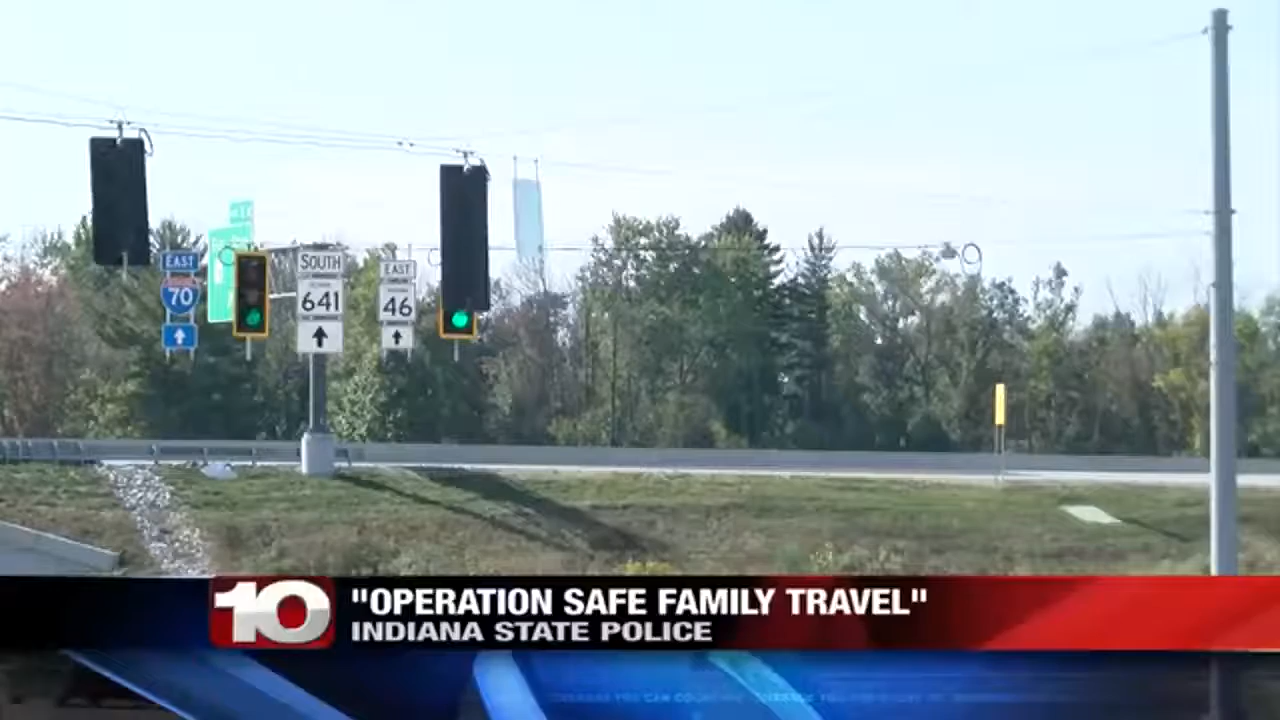 EAST
70
SOUTH
641
EAST
46
10
"OPERATION SAFE FAMILY TRAVEL"
INDIANA STATE POLICE